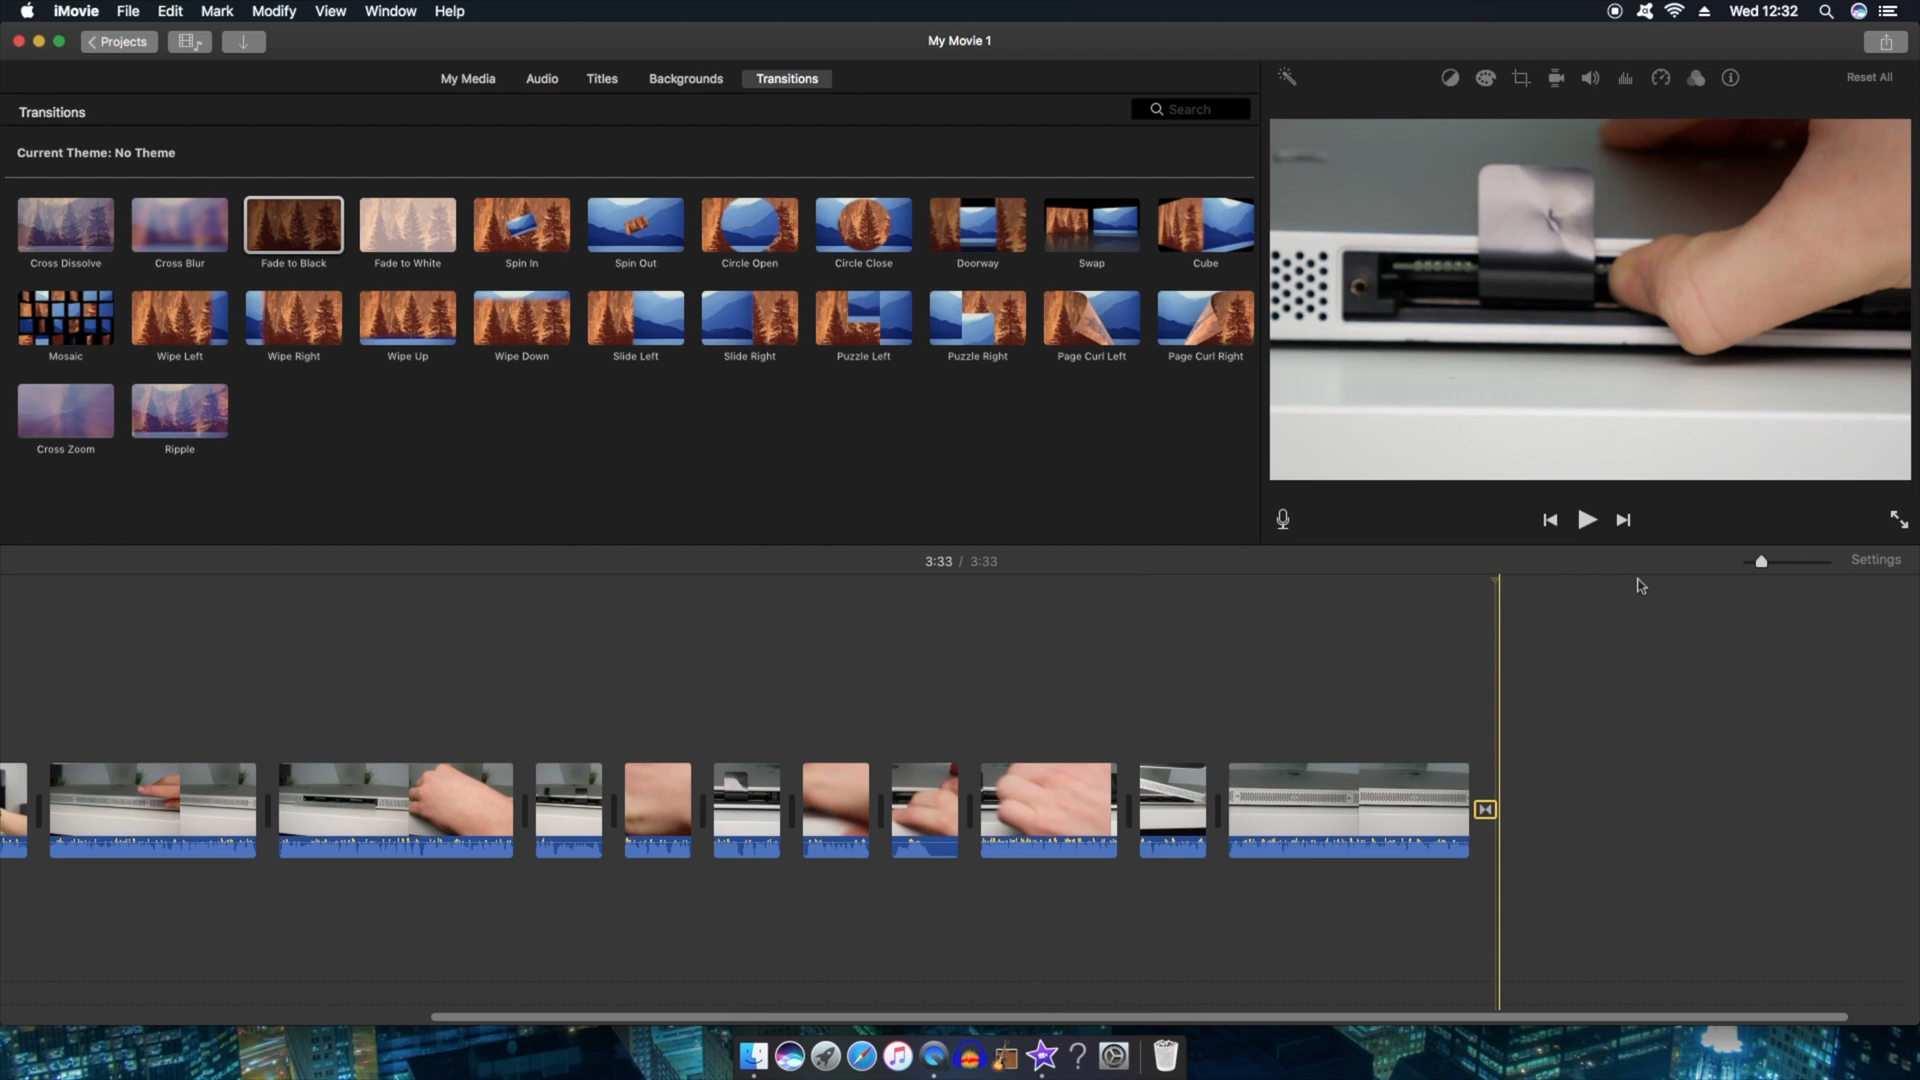 iMovie File Edit Mark Modify View Window Help Wed 12:32
Projects My Movie 1
My Media Audio Titles Backgrounds Transitions Reset All
Transitions Search
Current Theme: No Theme
Cross Dissolve Cross Blur Fade to Black Fade to White Spin In Spin Out Circle Open Circle Close Doorway Swap Cube
Mosaic Wipe Left Wipe Right Wipe Up Wipe Down Slide Left Slide Right Puzzle Left Puzzle Right Page Curl Left Page Curl Right
Cross Zoom Ripple
3:33 / 3:33 Settings